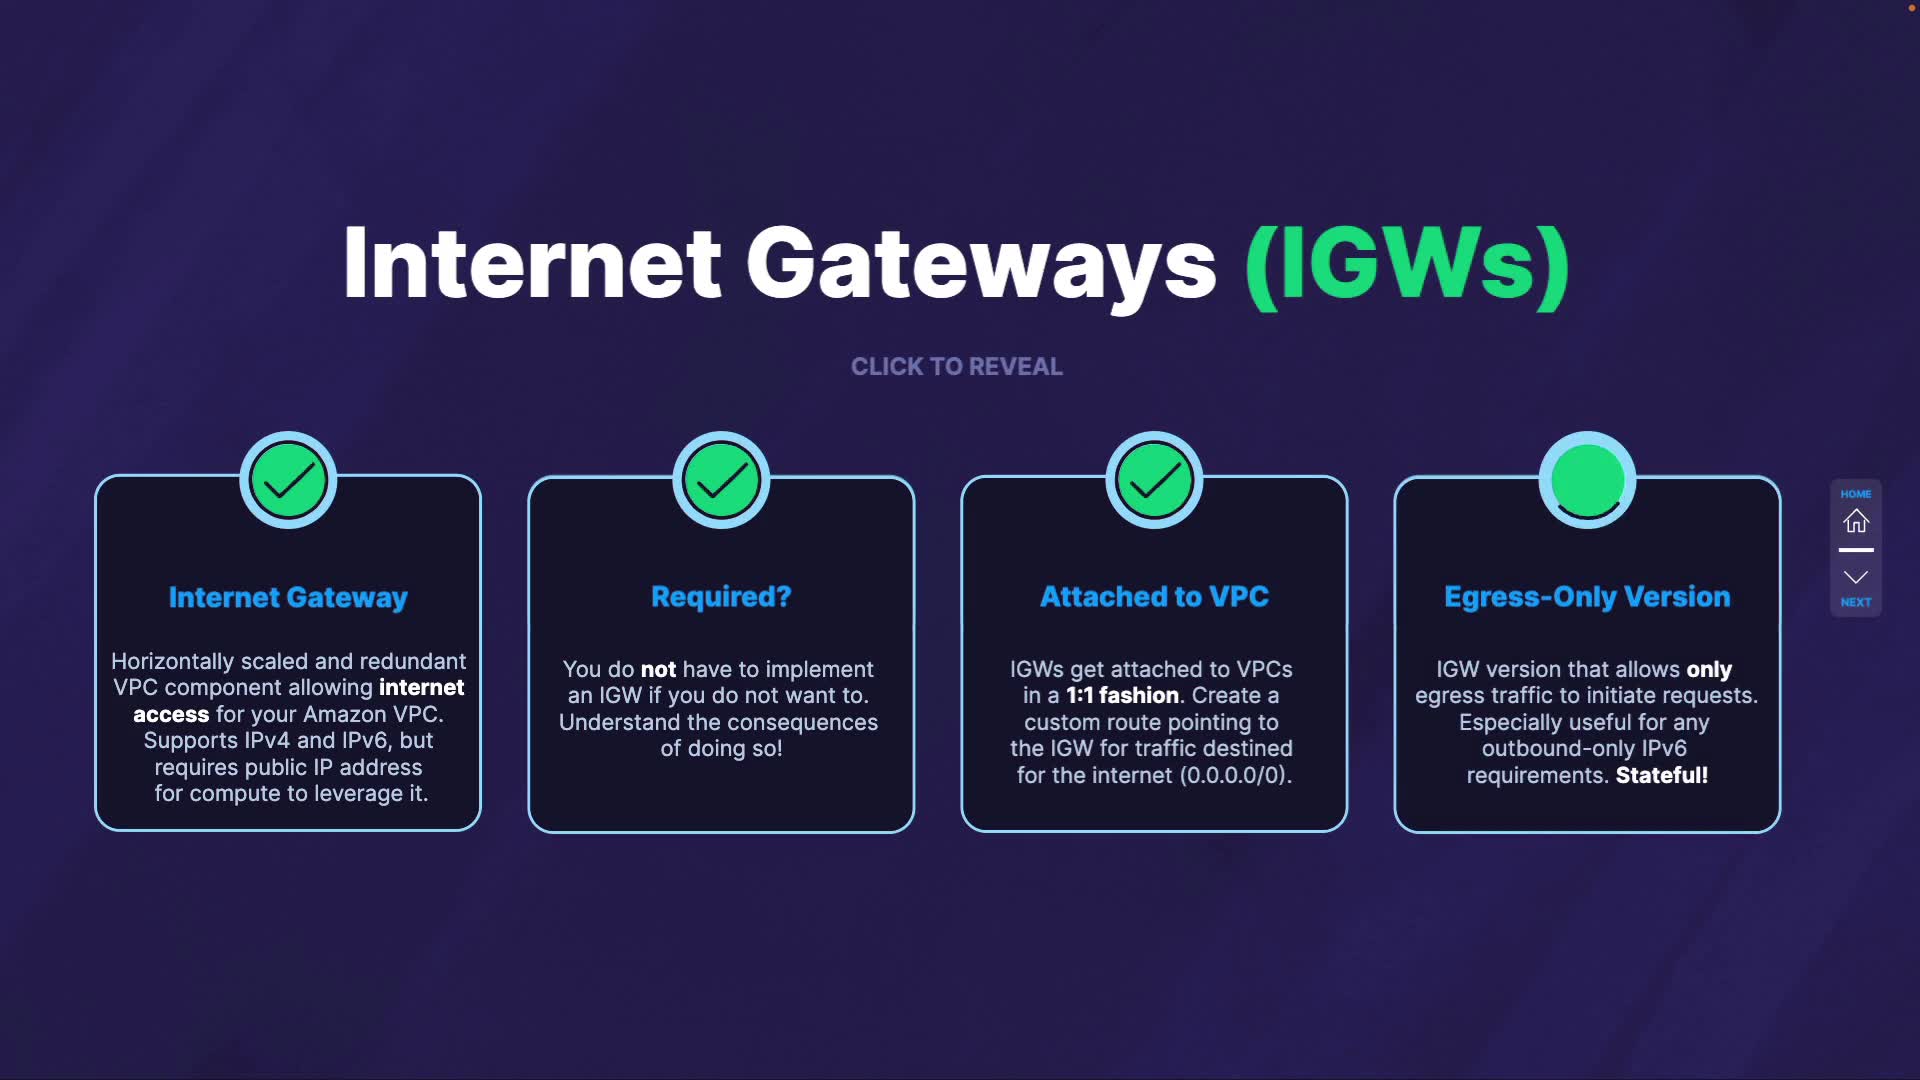 Internet Gateways (IGWs)
CLICK TO REVEAL
Internet Gateway
Horizontally scaled and redundant
VPC component allowing internet
access for your Amazon VPC.
Supports IPv4 and IPv6, but
requires public IP address
for compute to leverage it.
Required?
You do not have to implement
an IGW if you do not want to.
Understand the consequences
of doing so!
Attached to VPC
IGWs get attached to VPCs
in a 1:1 fashion. Create a
custom route pointing to
the IGW for traffic destined
for the internet (0.0.0.0/0).
Egress-Only Version
IGW version that allows only
egress traffic to initiate requests.
Especially useful for any
outbound-only IPv6
requirements. Stateful!
HOME
NEXT